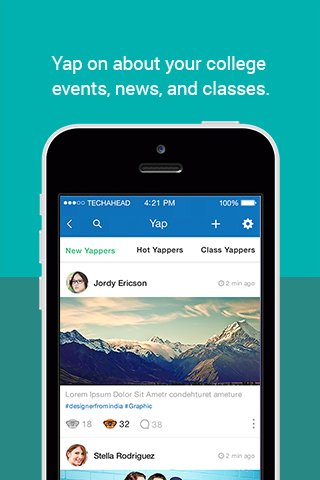 Yap on about your college
events, news, and classes.
TECHAHEAD 4:21 PM 100%
Yap
New Yappers Hot Yappers Class Yappers
Jordy Ericson 2 min ago
Lorem Ipsum Dolor Sit Ametr condehturet ameture
#designerfromindia #Graphic
18 32 38
Stella Rodriguez 2 min ago